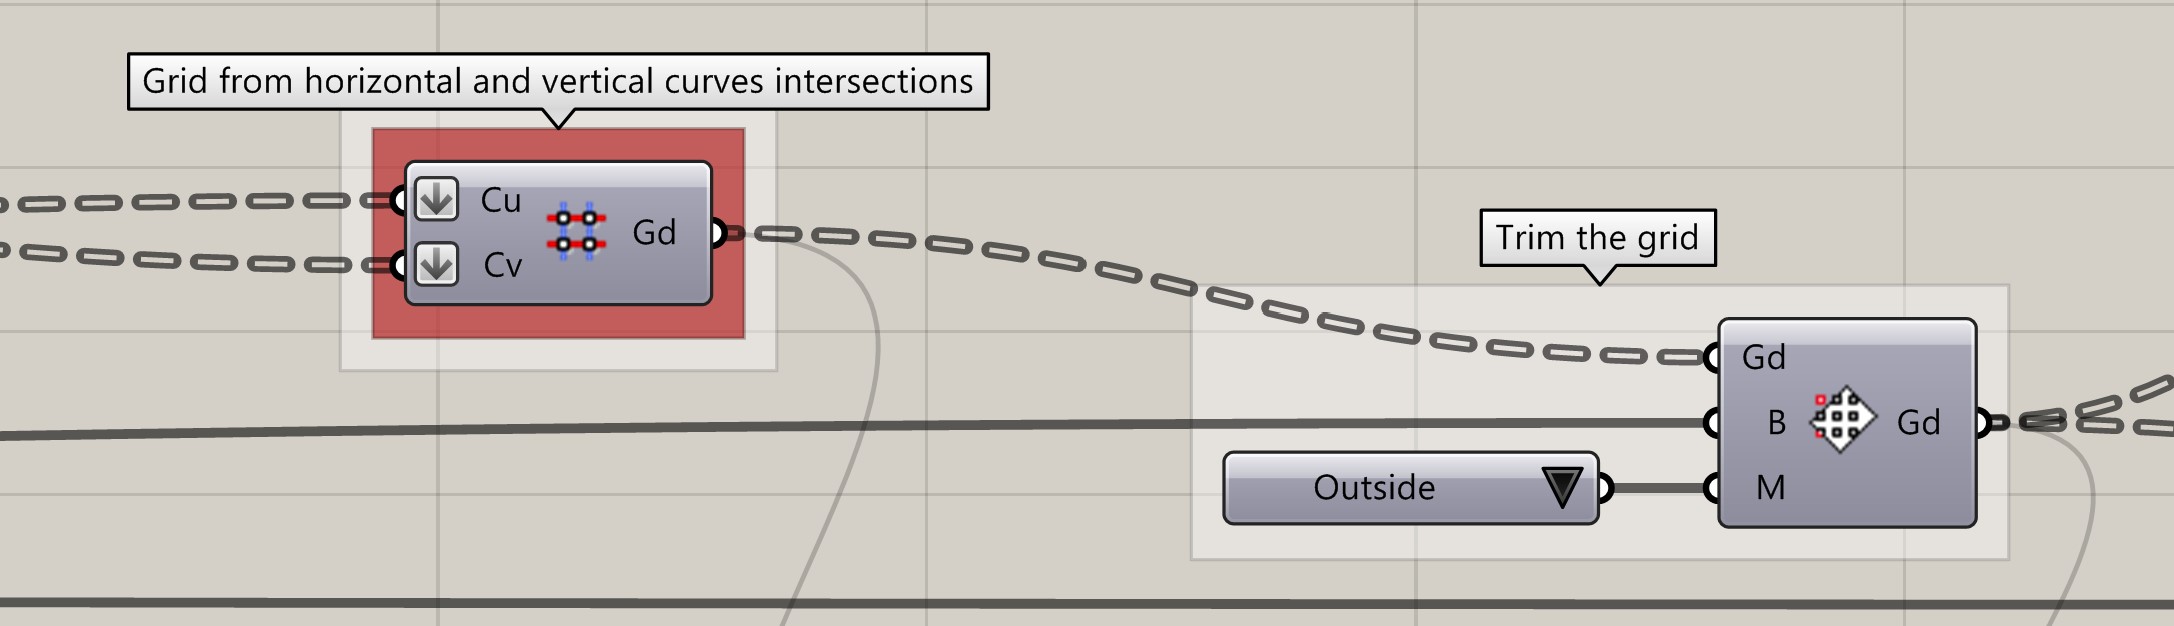 Grid from horizontal and vertical curves intersections
Cu
Cv
Gd
Trim the grid
Gd
B
M
Gd
Outside